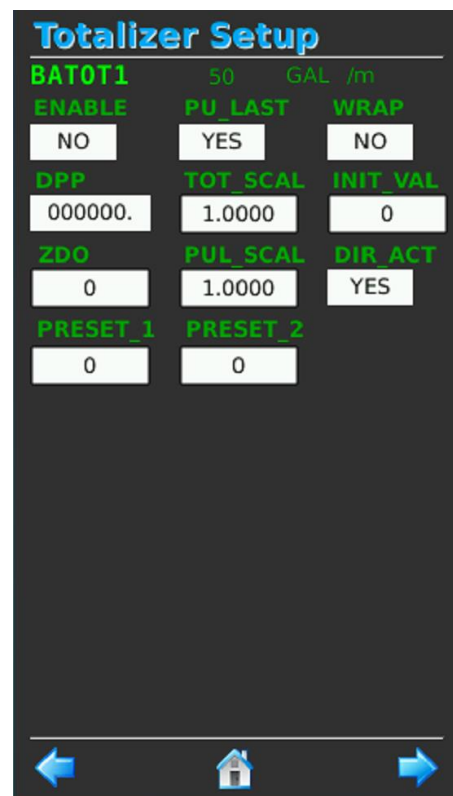 Totalizer Setup
BATOT1 50 GAL /m
ENABLE PU_LAST WRAP
NO YES NO
DPP TOT_SCAL INIT_VAL
000000. 1.0000 0
ZDO PUL_SCAL DIR_ACT
0 1.0000 YES
PRESET_1 PRESET_2
0 0